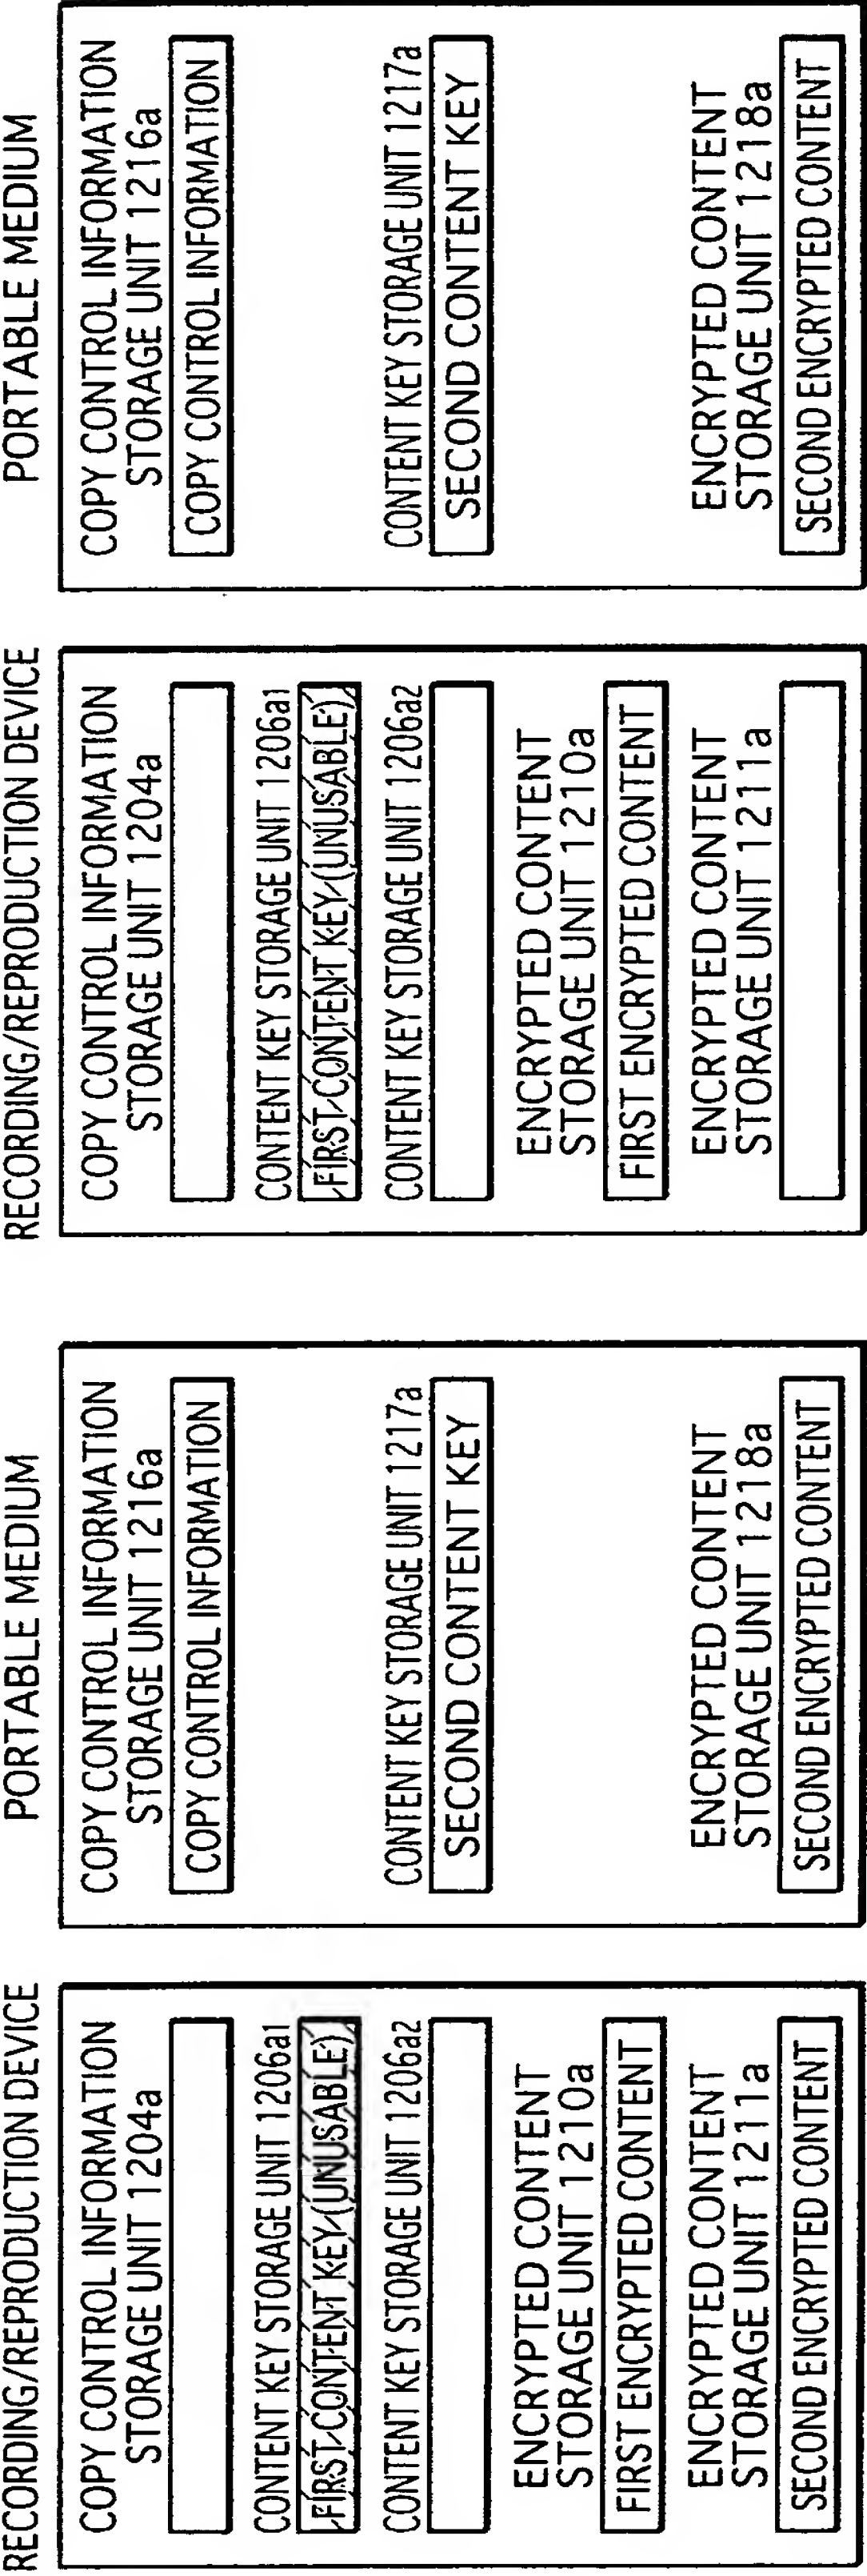 RECORDING/REPRODUCTION DEVICE
COPY CONTROL INFORMATION
STORAGE UNIT 1204a
CONTENT KEY STORAGE UNIT 1206a1
FIRST CONTENT KEY (UNUSABLE)
CONTENT KEY STORAGE UNIT 1206a2
ENCRYPTED CONTENT
STORAGE UNIT 1210a
FIRST ENCRYPTED CONTENT
ENCRYPTED CONTENT
STORAGE UNIT 1211a
SECOND ENCRYPTED CONTENT
PORTABLE MEDIUM
COPY CONTROL INFORMATION
STORAGE UNIT 1216a
COPY CONTROL INFORMATION
CONTENT KEY STORAGE UNIT 1217a
SECOND CONTENT KEY
ENCRYPTED CONTENT
STORAGE UNIT 1218a
SECOND ENCRYPTED CONTENT
RECORDING/REPRODUCTION DEVICE
COPY CONTROL INFORMATION
STORAGE UNIT 1204a
CONTENT KEY STORAGE UNIT 1206a1
FIRST CONTENT KEY (UNUSABLE)
CONTENT KEY STORAGE UNIT 1206a2
ENCRYPTED CONTENT
STORAGE UNIT 1210a
FIRST ENCRYPTED CONTENT
ENCRYPTED CONTENT
STORAGE UNIT 1211a
PORTABLE MEDIUM
COPY CONTROL INFORMATION
STORAGE UNIT 1216a
COPY CONTROL INFORMATION
CONTENT KEY STORAGE UNIT 1217a
SECOND CONTENT KEY
ENCRYPTED CONTENT
STORAGE UNIT 1218a
SECOND ENCRYPTED CONTENT